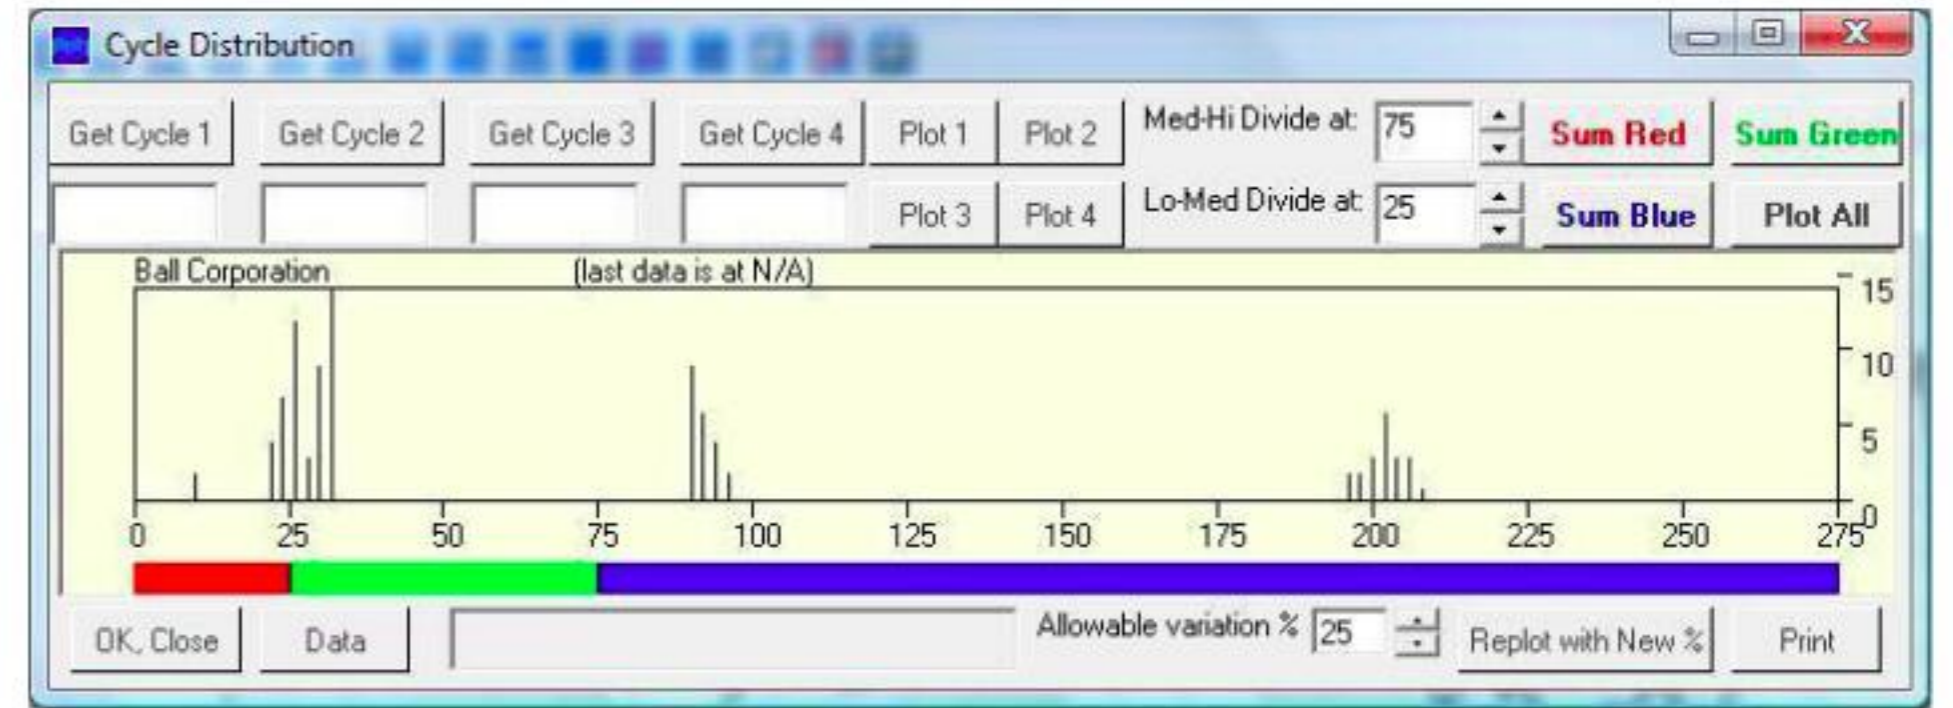 Cycle Distribution
Get Cycle 1 Get Cycle 2 Get Cycle 3 Get Cycle 4 Plot 1 Plot 2 Med-Hi Divide at: 75 Sum Red Sum Green
Plot 3 Plot 4 Lo-Med Divide at: 25 Sum Blue Plot All
Ball Corporation (last data is at N/A)
15
10
5
0
0 25 50 75 100 125 150 175 200 225 250 275
OK, Close Data Allowable variation % 25 Replot with New % Print